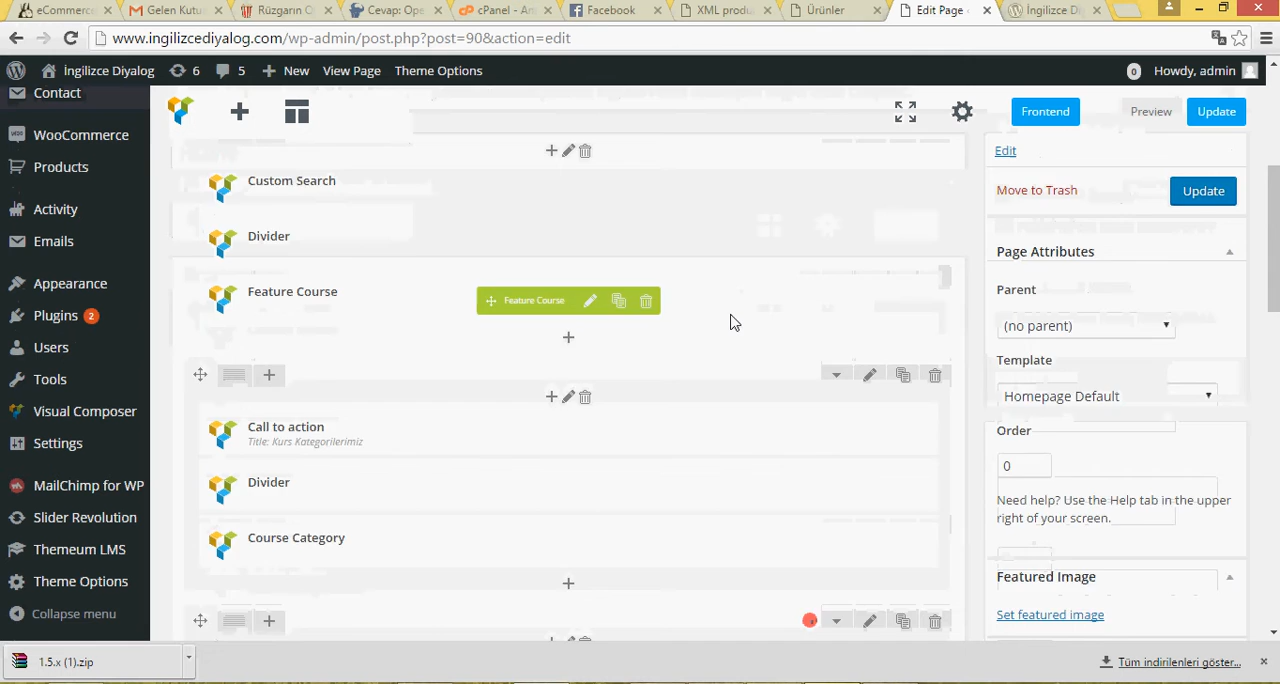 eCommerce
Gelen Kutu
Rüzgarın O
Cevap: Ope
cPanel - An
Facebook
XML produ
Ürünler
Edit Page
İngilizce Di
www.ingilizcediyalog.com/wp-admin/post.php?post=90&action=edit
İngilizce Diyalog
6
5
New
View Page
Theme Options
0
Howdy, admin
Contact
WooCommerce
Products
Activity
Emails
Appearance
Plugins 2
Users
Tools
Visual Composer
Settings
MailChimp for WP
Slider Revolution
Themeum LMS
Theme Options
Collapse menu
Frontend
Preview
Update
Custom Search
Divider
Feature Course
Feature Course
Call to action
Title: Kurs Kategorilerimiz
Divider
Course Category
Edit
Move to Trash
Update
Page Attributes
Parent
(no parent)
Template
Homepage Default
Order
0
Need help? Use the Help tab in the upper
right of your screen.
Featured Image
Set featured image
1.5.x (1).zip
Tüm indirilenleri göster...